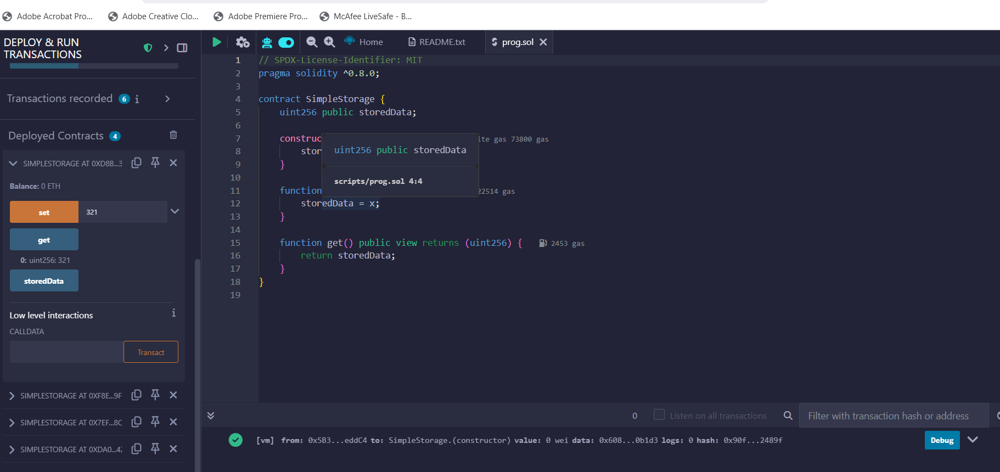 Adobe Acrobat Pro... Adobe Creative Clo... Adobe Premiere Pro... McAfee LiveSafe - B...
DEPLOY & RUN
TRANSACTIONS
Transactions recorded 6 i
Deployed Contracts 4
SIMPLESTORAGE AT 0XD8B...3
Balance: 0 ETH
set 321
get
0: uint256: 321
storedData
Low level interactions i
CALLDATA
Transact
SIMPLESTORAGE AT 0XF8E...9F
SIMPLESTORAGE AT 0X7EF...8C
SIMPLESTORAGE AT 0XDA0...42
Home README.txt prog.sol
1 // SPDX-License-Identifier: MIT
2 pragma solidity ^0.8.0;
3
4 contract SimpleStorage {
5 uint256 public storedData;
6
7 construc ite gas 73800 gas
8 stor
9 }
10
11 function 22514 gas
12 storedData = x;
13 }
14
15 function get() public view returns (uint256) { 2453 gas
16 return storedData;
17 }
18 }
19
uint256 public storedData
scripts/prog.sol 4:4
0 Listen on all transactions Filter with transaction hash or address
[vm] from: 0x5B3...eddC4 to: SimpleStorage.(constructor) value: 0 wei data: 0x608...0b1d3 logs: 0 hash: 0x90f...2489f Debug